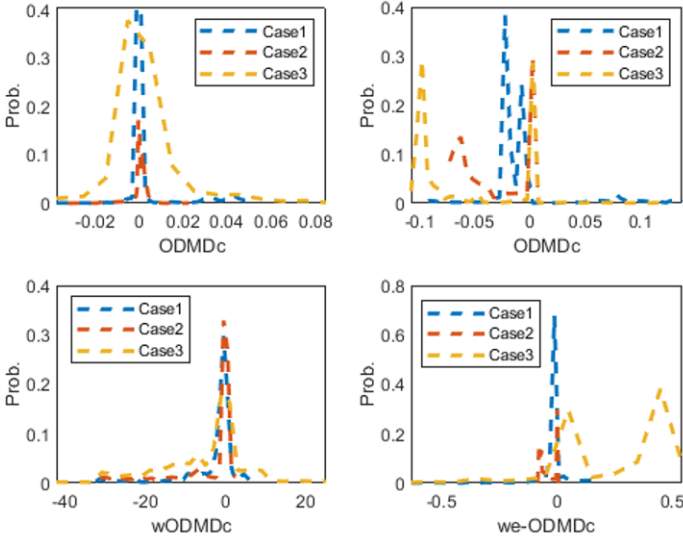 0.4
0.3
0.2
0.1
0
Prob.
Case1
Case2
Case3
-0.02 0 0.02 0.04 0.06 0.08
ODMDc
0.4
0.3
0.2
0.1
0
Prob.
Case1
Case2
Case3
-0.1 -0.05 0 0.05 0.1
ODMDc
0.4
0.3
0.2
0.1
0
Prob.
Case1
Case2
Case3
-40 -20 0 20
wODMDc
0.8
0.6
0.4
0.2
0
Prob.
Case1
Case2
Case3
-0.5 0 0.5
we-ODMDc